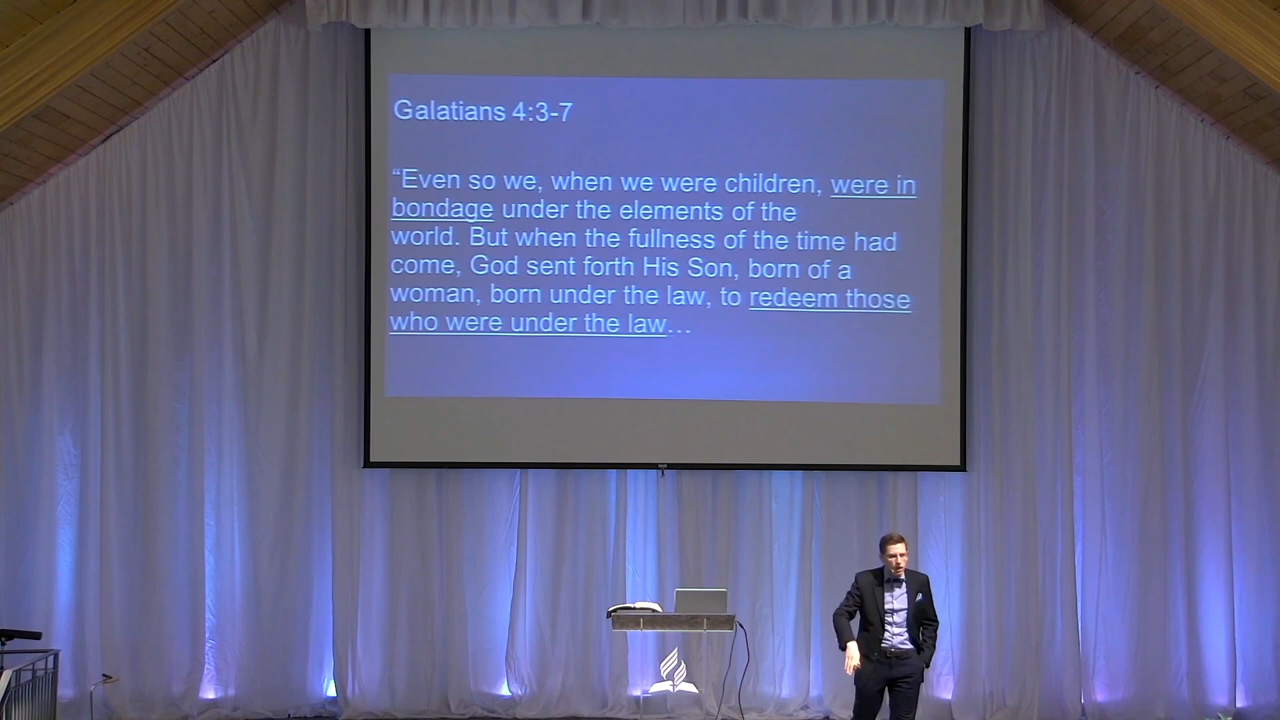 Galatians 4:3-7
“Even so we, when we were children, were in
bondage under the elements of the
world. But when the fullness of the time had
come, God sent forth His Son, born of a
woman, born under the law, to redeem those
who were under the law…